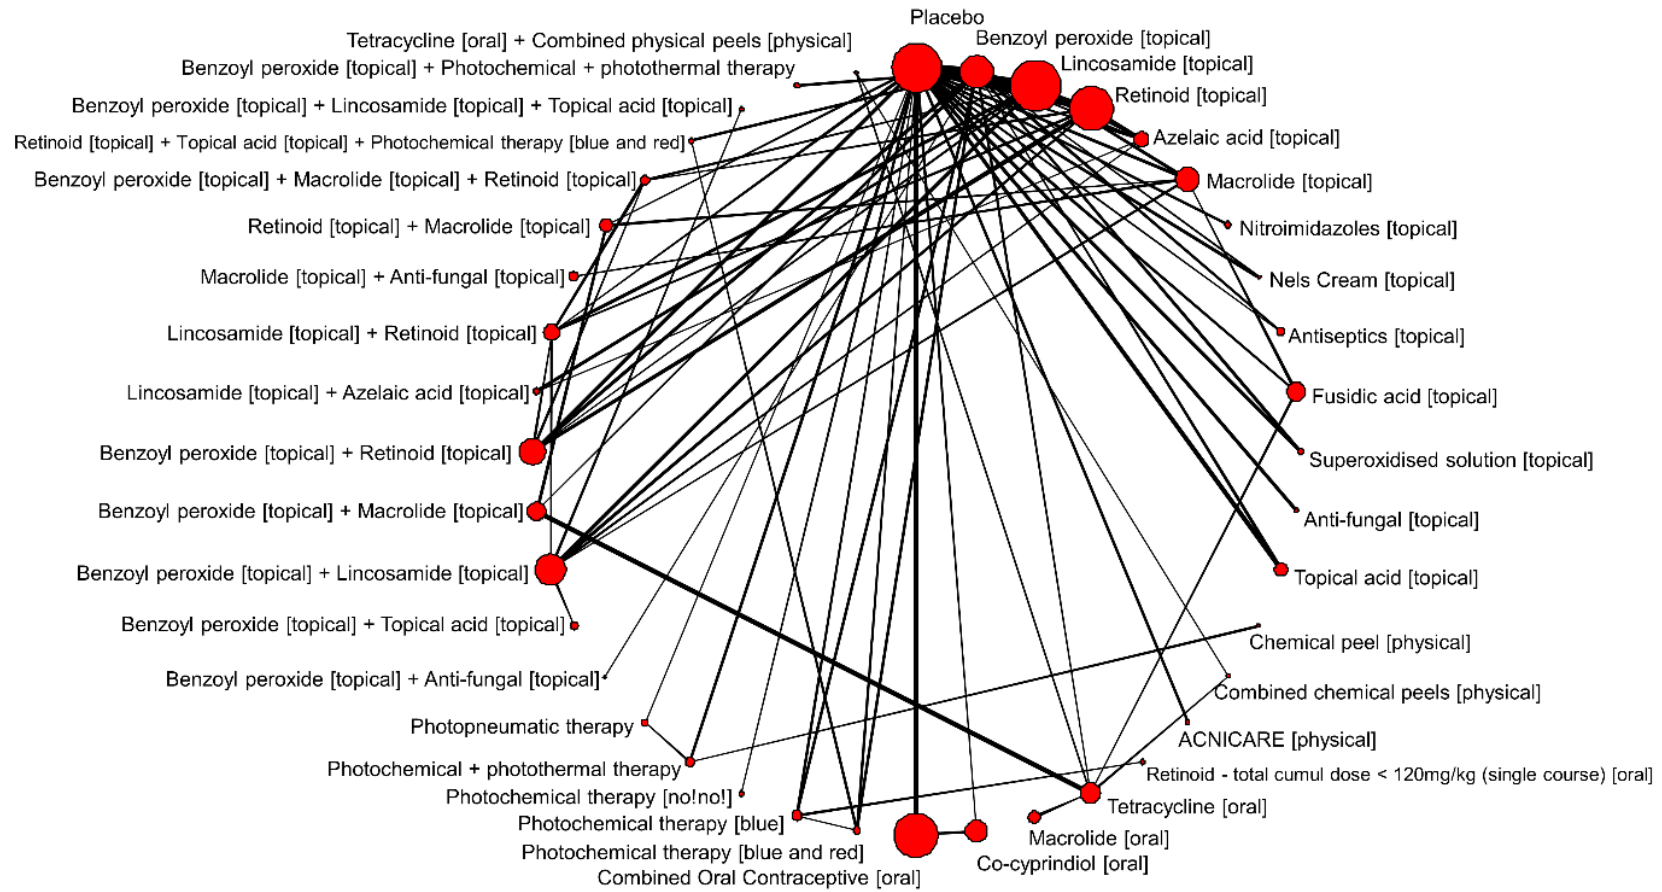 Placebo
Benzoyl peroxide [topical]
Lincosamide [topical]
Retinoid [topical]
Azelaic acid [topical]
Macrolide [topical]
Nitroimidazoles [topical]
Nels Cream [topical]
Antiseptics [topical]
Fusidic acid [topical]
Superoxidised solution [topical]
Anti-fungal [topical]
Topical acid [topical]
Chemical peel [physical]
Combined chemical peels [physical]
ACNICARE [physical]
Retinoid - total cumul dose < 120mg/kg (single course) [oral]
Tetracycline [oral]
Macrolide [oral]
Co-cyprindiol [oral]
Combined Oral Contraceptive [oral]
Photochemical therapy [blue and red]
Photochemical therapy [blue]
Photochemical therapy [no!no!]
Photochemical + photothermal therapy
Photopneumatic therapy
Benzoyl peroxide [topical] + Anti-fungal [topical]
Benzoyl peroxide [topical] + Topical acid [topical]
Benzoyl peroxide [topical] + Lincosamide [topical]
Benzoyl peroxide [topical] + Macrolide [topical]
Benzoyl peroxide [topical] + Retinoid [topical]
Lincosamide [topical] + Azelaic acid [topical]
Lincosamide [topical] + Retinoid [topical]
Macrolide [topical] + Anti-fungal [topical]
Retinoid [topical] + Macrolide [topical]
Benzoyl peroxide [topical] + Macrolide [topical] + Retinoid [topical]
Retinoid [topical] + Topical acid [topical] + Photochemical therapy [blue and red]
Benzoyl peroxide [topical] + Lincosamide [topical] + Topical acid [topical]
Benzoyl peroxide [topical] + Photochemical + photothermal therapy
Tetracycline [oral] + Combined physical peels [physical]